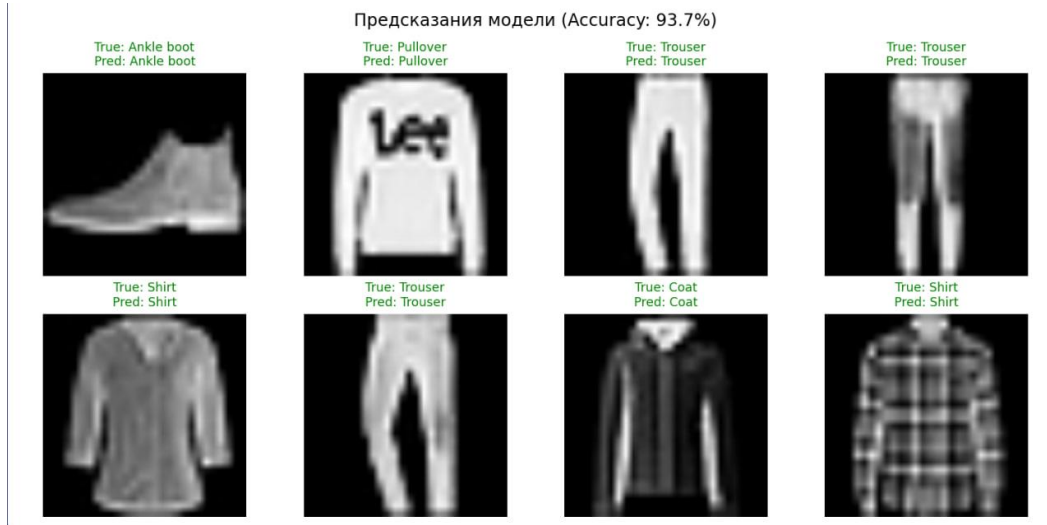 Предсказания модели (Accuracy: 93.7%)
True: Ankle boot
Pred: Ankle boot
True: Pullover
Pred: Pullover
True: Trouser
Pred: Trouser
True: Trouser
Pred: Trouser
Lee
True: Shirt
Pred: Shirt
True: Trouser
Pred: Trouser
True: Coat
Pred: Coat
True: Shirt
Pred: Shirt